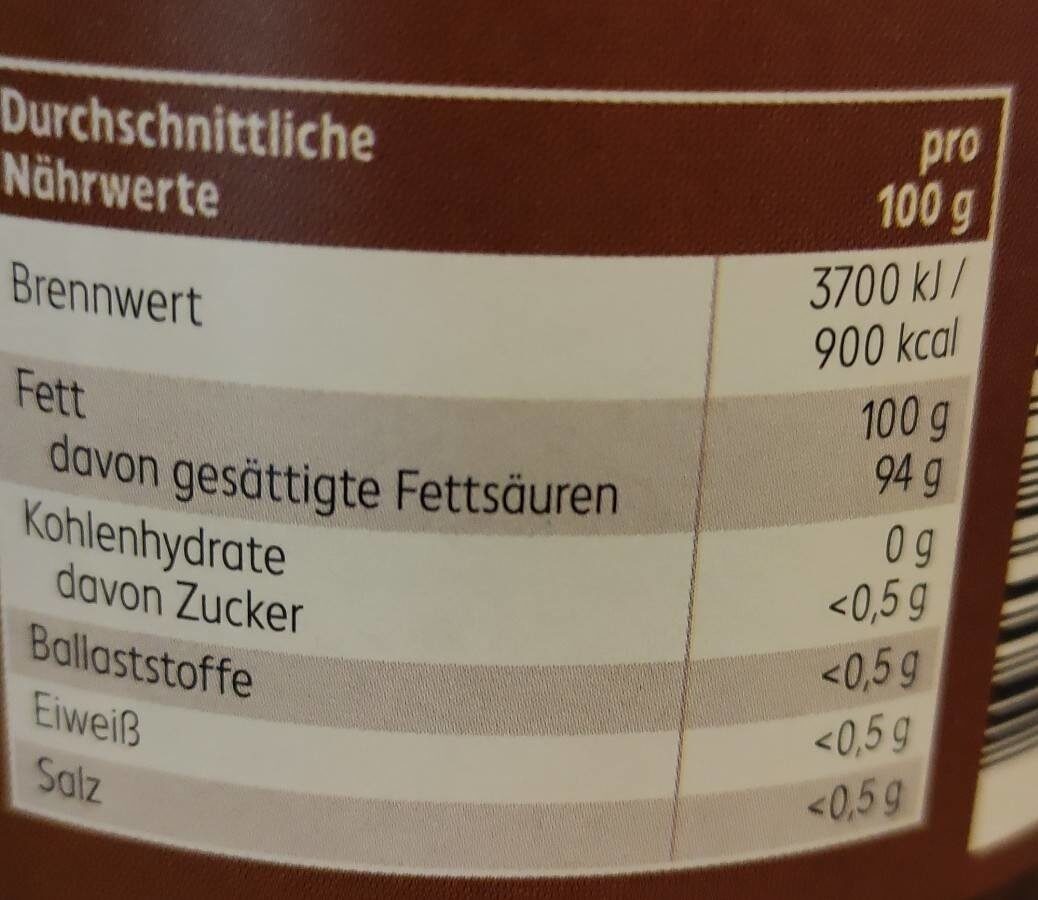 Durchschnittliche
Nährwerte
pro
100 g
Brennwert
3700 kJ /
900 kcal
Fett
100 g
davon gesättigte Fettsäuren
94 g
Kohlenhydrate
0 g
davon Zucker
<0,5 g
Ballaststoffe
<0,5 g
Eiweiß
<0,5 g
Salz
<0,5 g